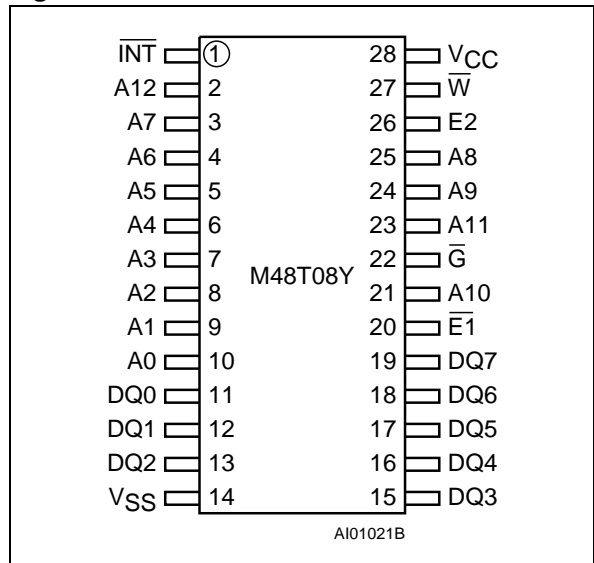 I̅N̅T̅ 1 28 VCC
A12 2 27 W̅
A7 3 26 E2
A6 4 25 A8
A5 5 24 A9
A4 6 23 A11
A3 7 22 G̅
M48T08Y
A2 8 21 A10
A1 9 20 E̅1̅
A0 10 19 DQ7
DQ0 11 18 DQ6
DQ1 12 17 DQ5
DQ2 13 16 DQ4
VSS 14 15 DQ3
AI01021B